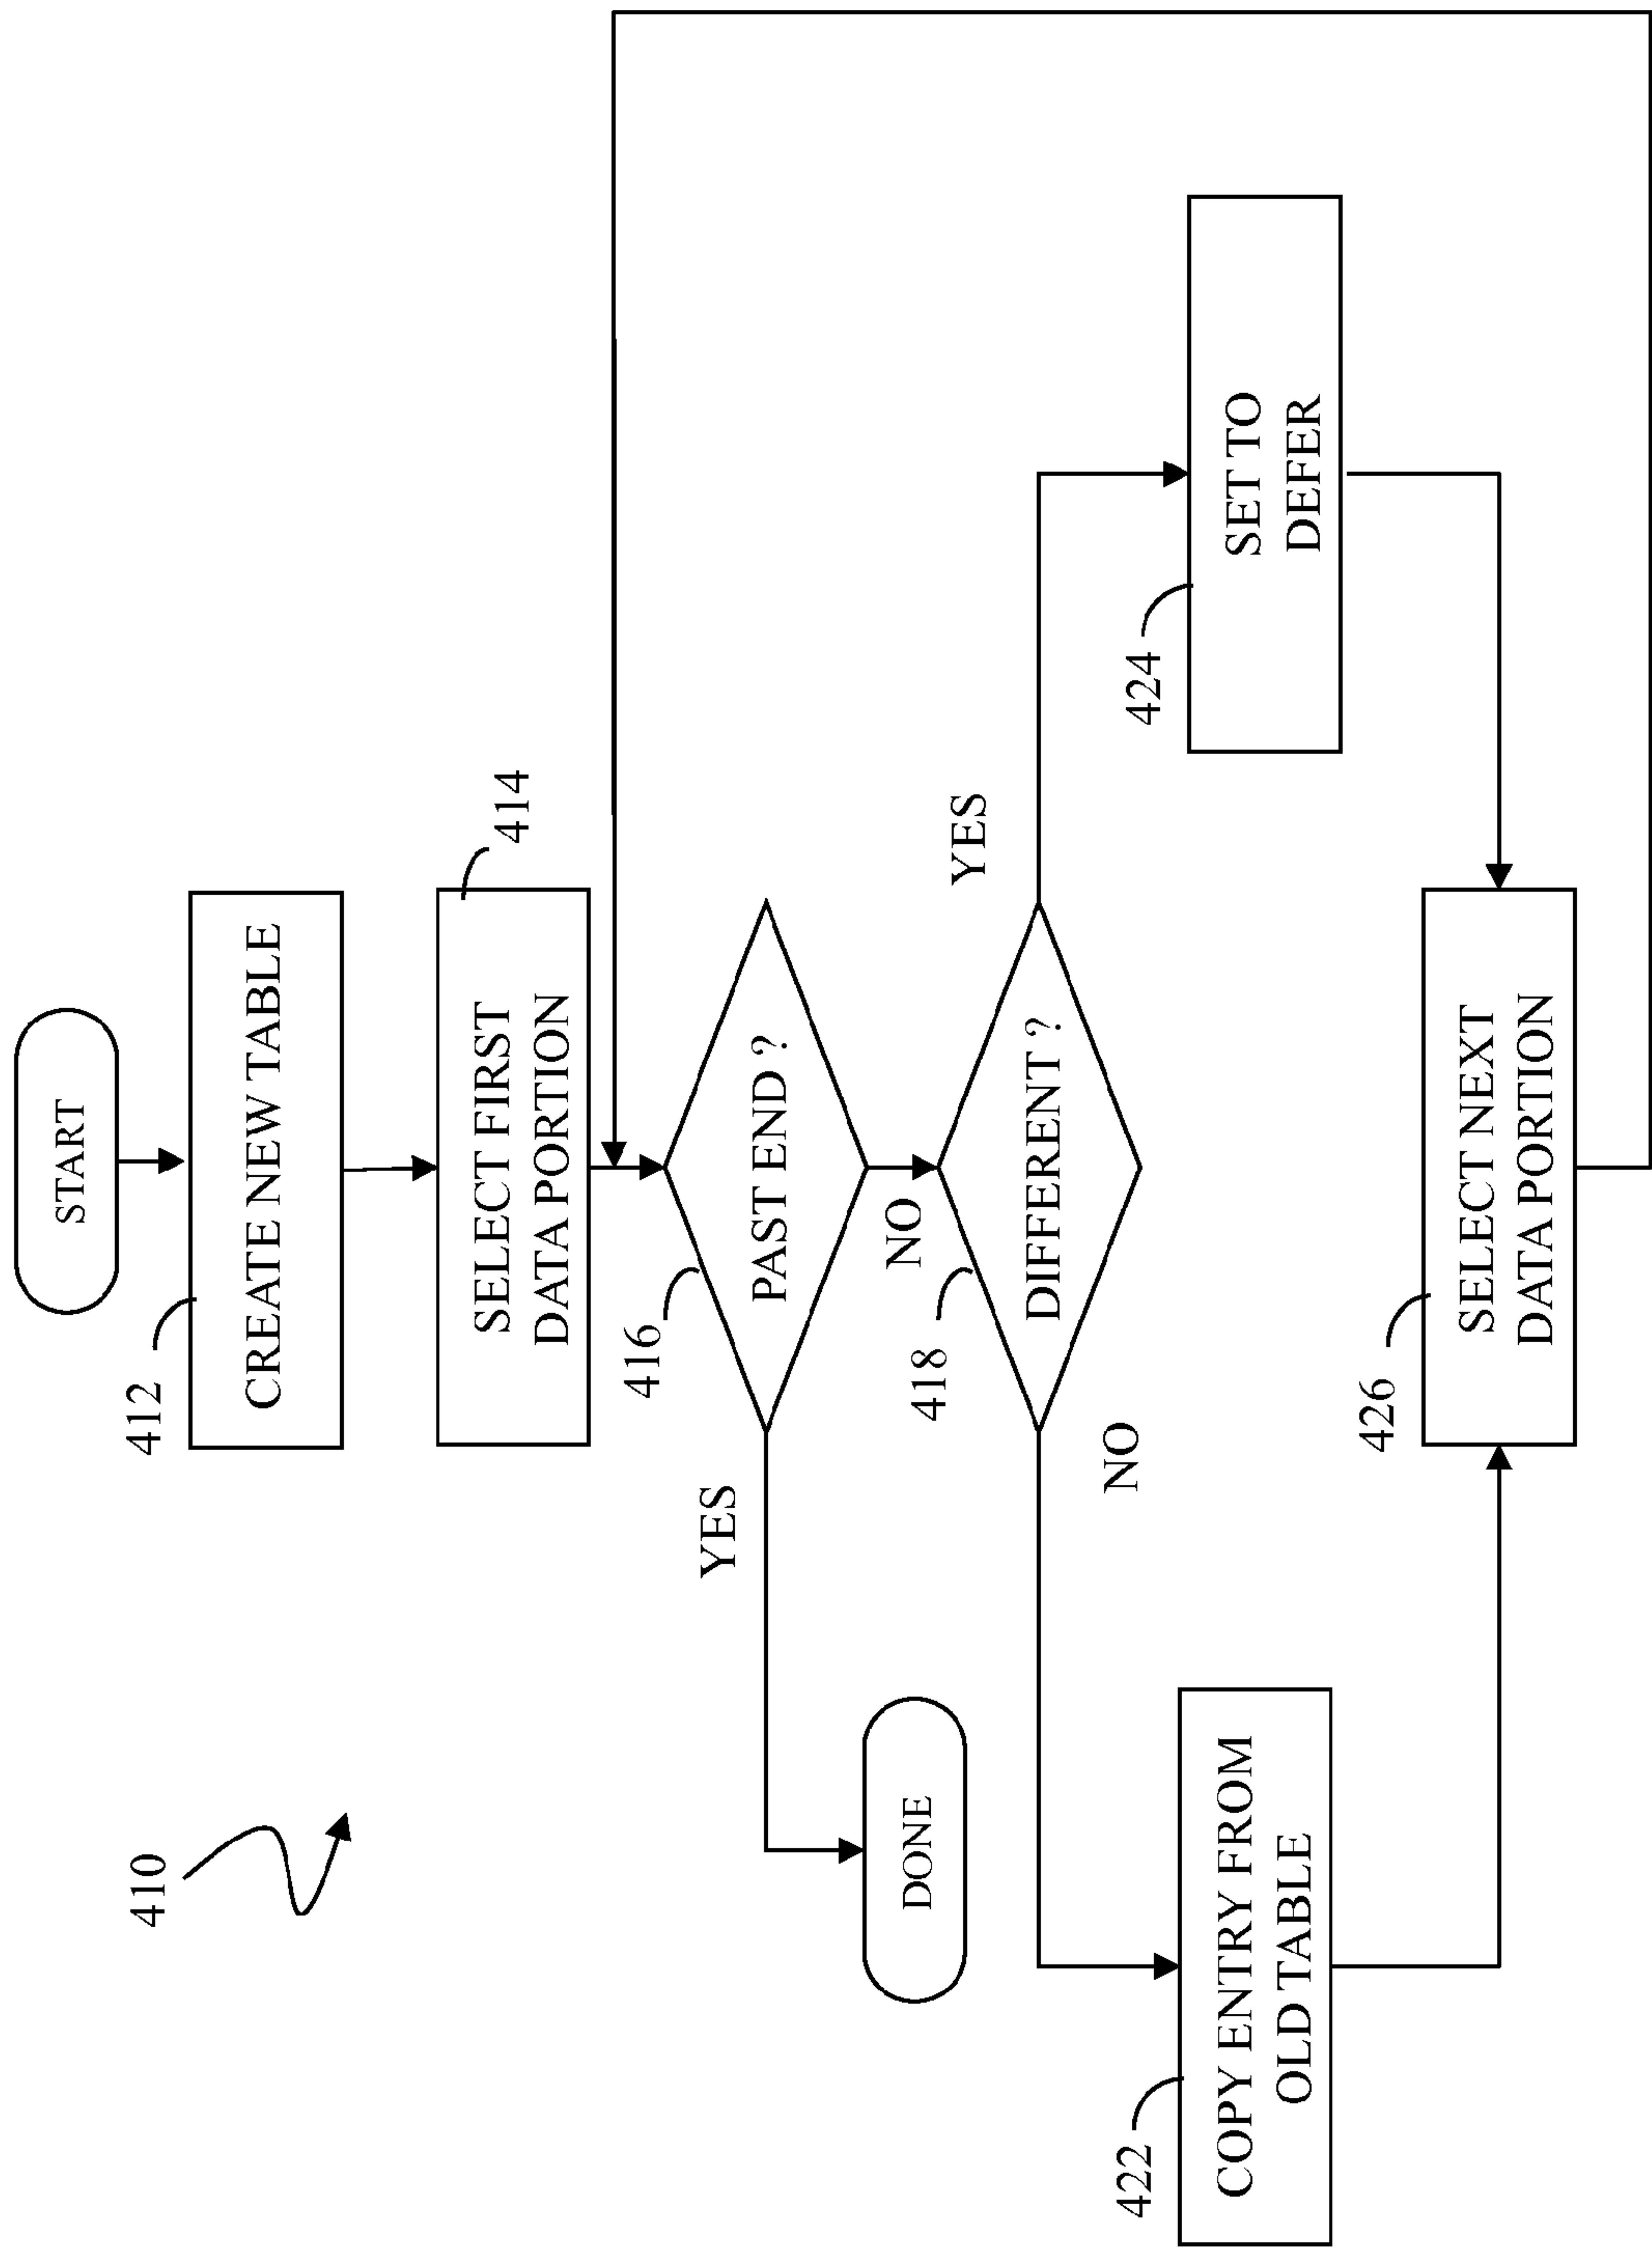 410
START
412
CREATE NEW TABLE
414
SELECT FIRST
DATA PORTION
416
PAST END ?
YES
DONE
NO
418
DIFFERENT ?
YES
NO
422
COPY ENTRY FROM
OLD TABLE
424
SET TO
DEFER
426
SELECT NEXT
DATA PORTION